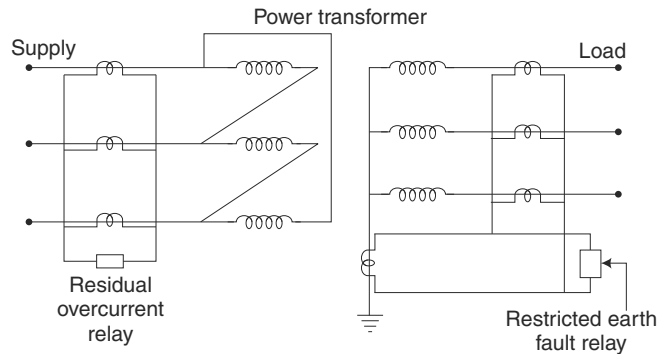 Power transformer
Supply
Load
Residual
overcurrent
relay
Restricted earth
fault relay